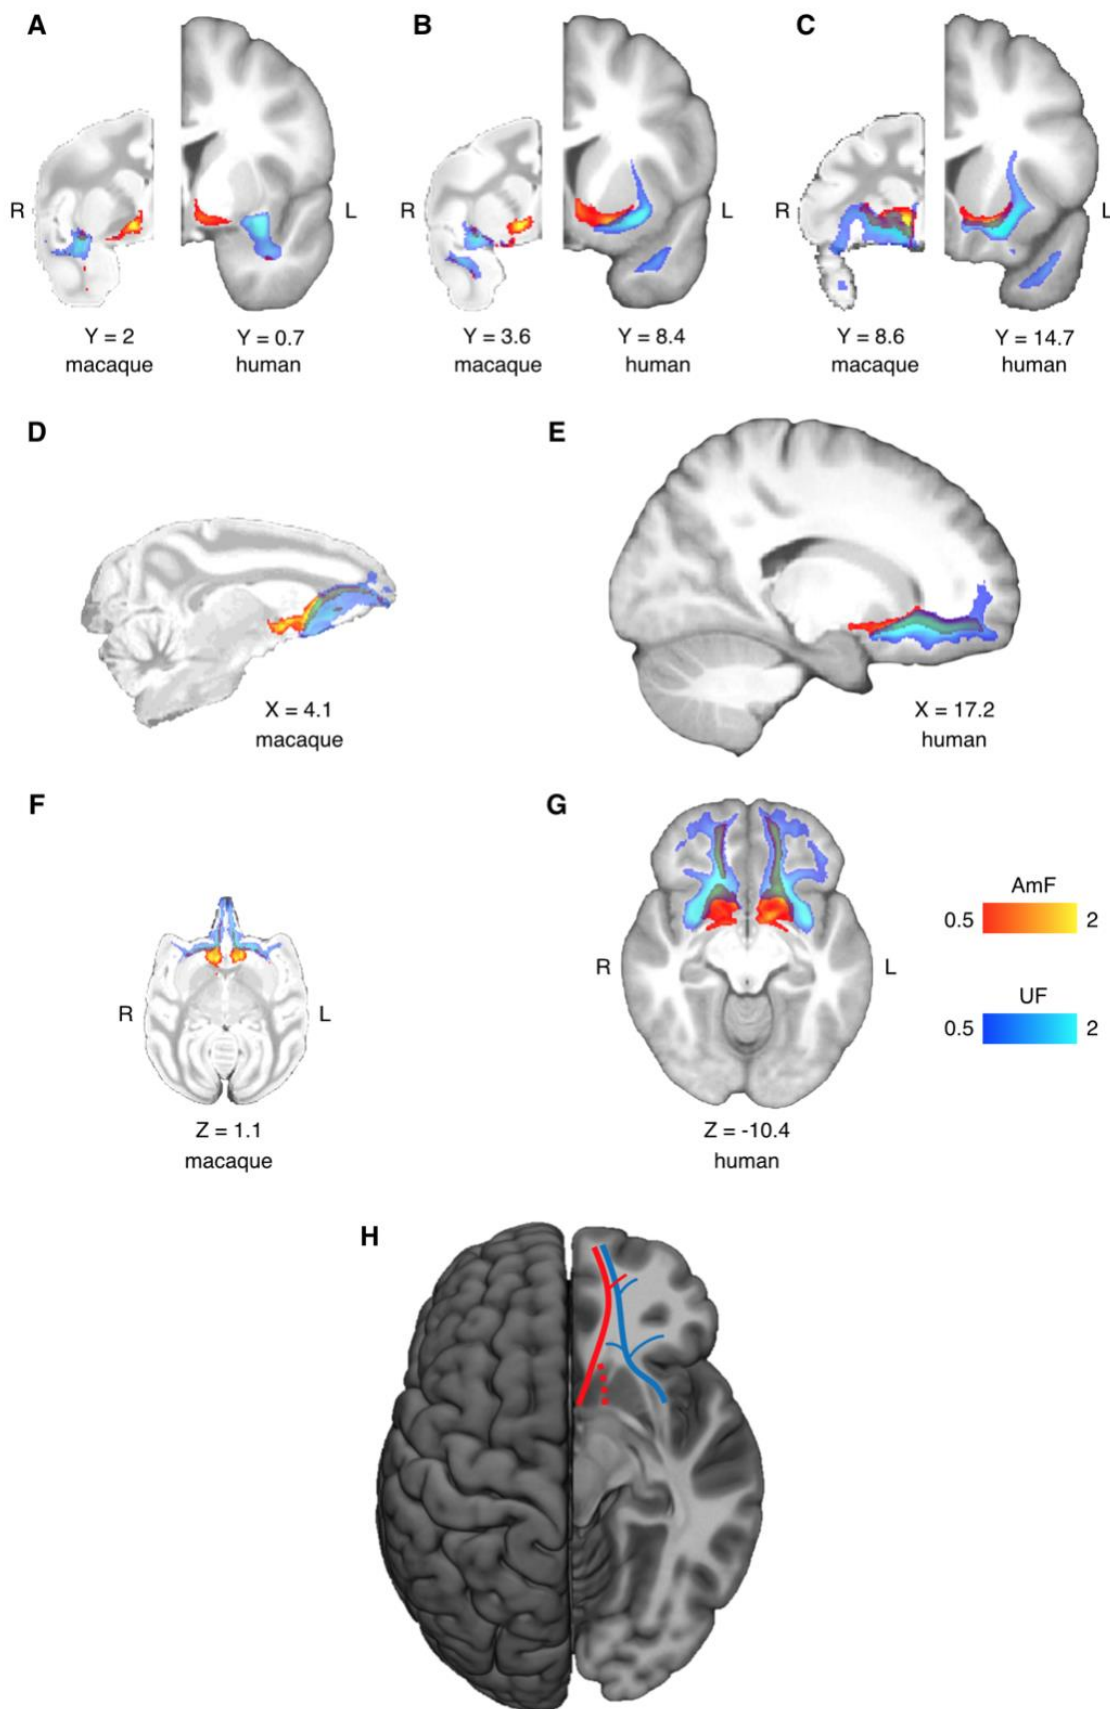 A
B
C
R
L
R
L
R
L
Y = 2
macaque
Y = 0.7
human
Y = 3.6
macaque
Y = 8.4
human
Y = 8.6
macaque
Y = 14.7
human
D
E
X = 4.1
macaque
X = 17.2
human
F
G
R
L
R
L
AmF
0.5
2
UF
0.5
2
Z = 1.1
macaque
Z = -10.4
human
H